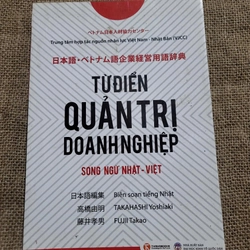 ベトナム日本人材協力センター
Trung tâm hợp tác nguồn nhân lực Việt Nam - Nhật Bản (VJCC)
日本語・ベトナム語企業経営用語辞典
TỪ ĐIỂN
QUẢN TRỊ
DOANH NGHIỆP
SONG NGỮ NHẬT - VIỆT
日本語編集 Biên soạn tiếng Nhật
高橋由明 TAKAHASHI Yoshiaki
藤井孝男 FUJII Takao